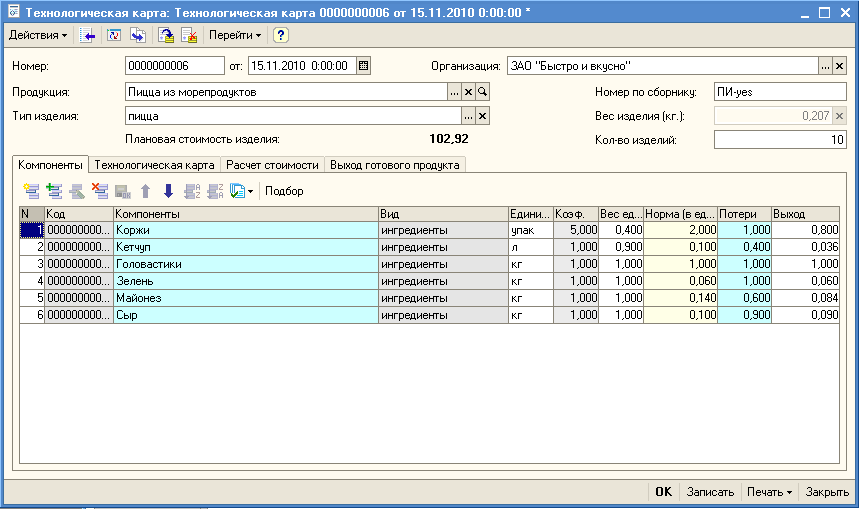 Технологическая карта: Технологическая карта 0000000006 от 15.11.2010 0:00:00 *
Действия Перейти ?
Номер: 0000000006 от: 15.11.2010 0:00:00 Организация: ЗАО "Быстро и вкусно" ...
Продукция: Пицца из морепродуктов ... Номер по сборнику: ПИ-yes
Тип изделия: пицца ... Вес изделия (кг.): 0,207
Плановая стоимость изделия: 102,92 Кол-во изделий: 10
Компоненты Технологическая карта Расчет стоимости Выход готового продукта
Подбор
N Код Компоненты Вид Едини... Коэф. Вес ед... Норма (в ед... Потери Выход
1 000000000... Коржи ингредиенты упак 5,000 0,400 2,000 1,000 0,800
2 000000000... Кетчуп ингредиенты л 1,000 0,900 0,100 0,400 0,036
3 000000000... Головастики ингредиенты кг 1,000 1,000 1,000 1,000 1,000
4 000000000... Зелень ингредиенты кг 1,000 1,000 0,060 1,000 0,060
5 000000000... Майонез ингредиенты кг 1,000 1,000 0,140 0,600 0,084
6 000000000... Сыр ингредиенты кг 1,000 1,000 0,100 0,900 0,090
OK Записать Печать Закрыть